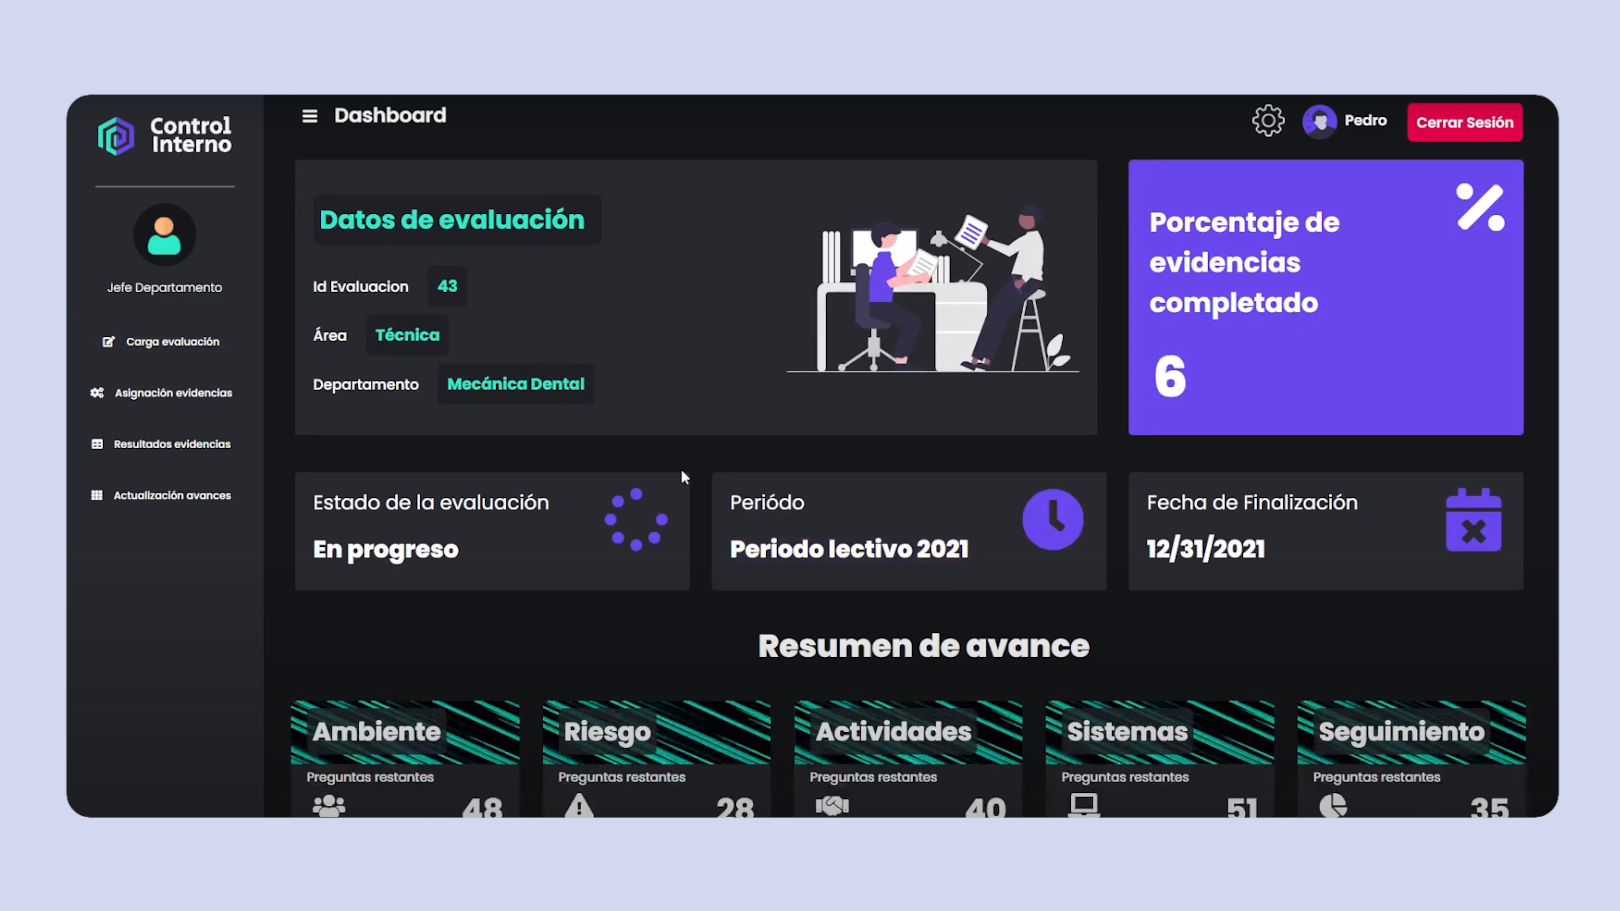 Control
Interno
Jefe Departamento
Carga evaluación
Asignación evidencias
Resultados evidencias
Actualización avances
Dashboard
Pedro
Cerrar Sesión
Datos de evaluación
Id Evaluacion 43
Área Técnica
Departamento Mecánica Dental
Porcentaje de
evidencias
completado
6
Estado de la evaluación
En progreso
Periódo
Periodo lectivo 2021
Fecha de Finalización
12/31/2021
Resumen de avance
Ambiente
Preguntas restantes
48
Riesgo
Preguntas restantes
28
Actividades
Preguntas restantes
40
Sistemas
Preguntas restantes
51
Seguimiento
Preguntas restantes
35